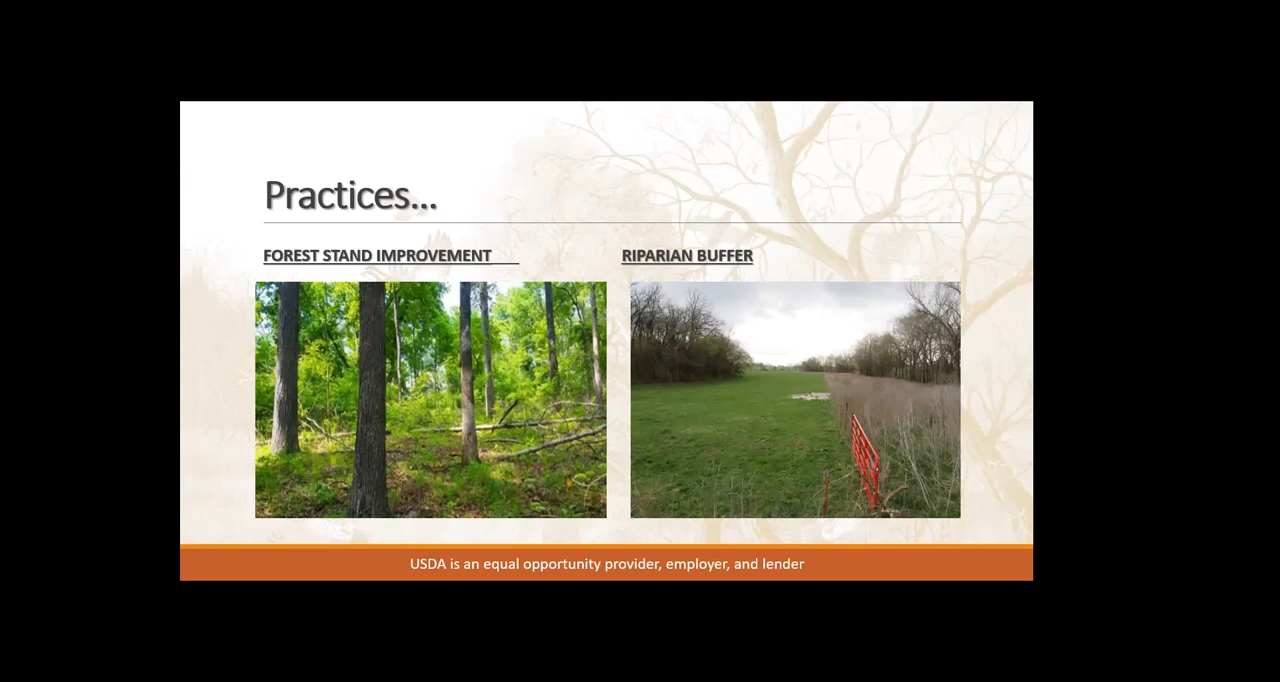 Practices...
FOREST STAND IMPROVEMENT
RIPARIAN BUFFER
USDA is an equal opportunity provider, employer, and lender